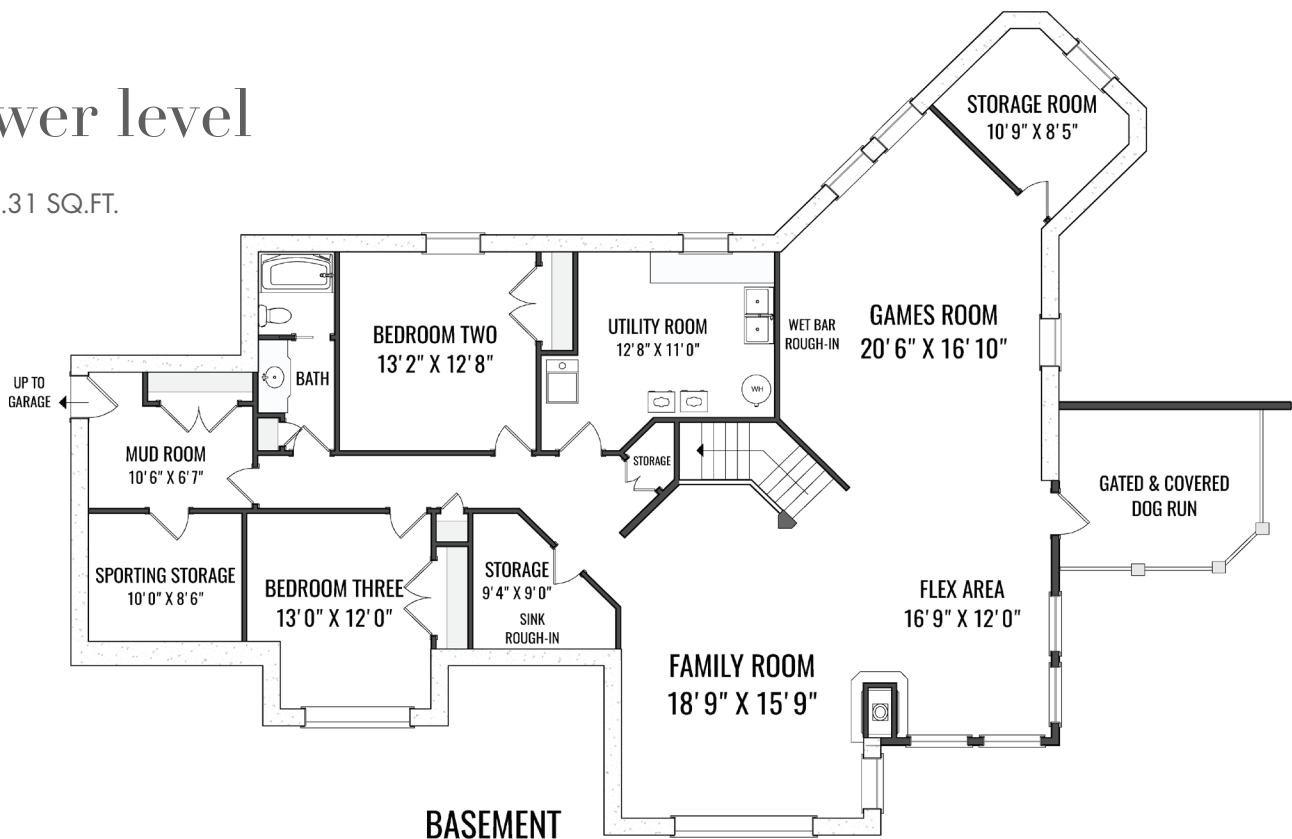 wer level
.31 SQ.FT.
STORAGE ROOM
10'9" X 8'5"
GAMES ROOM
20'6" X 16'10"
WET BAR
ROUGH-IN
UTILITY ROOM
12'8" X 11'0"
WH
BEDROOM TWO
13'2" X 12'8"
BATH
UP TO
GARAGE
MUD ROOM
10'6" X 6'7"
STORAGE
GATED & COVERED
DOG RUN
SPORTING STORAGE
10'0" X 8'6"
BEDROOM THREE
13'0" X 12'0"
STORAGE
9'4" X 9'0"
SINK
ROUGH-IN
FLEX AREA
16'9" X 12'0"
FAMILY ROOM
18'9" X 15'9"
BASEMENT